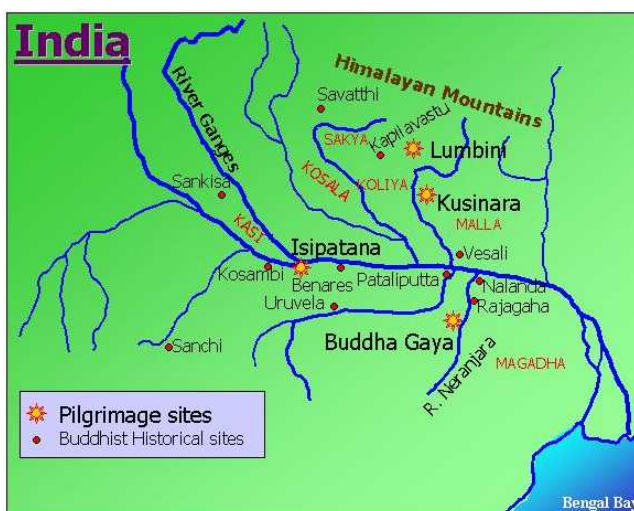 India
Himalayan Mountains
River Ganges
Savatthi
SAKYA
Kapilavastu
Lumbini
KOSALA
KOLIYA
Sankisa
Kusinara
MALLA
KASI
Isipatana
Vesali
Kosambi
Benares
Pataliputta
Nalanda
Uruvela
Rajagaha
Buddha Gaya
Sanchi
R. Neranjara
MAGADHA
Pilgrimage sites
Buddhist Historical sites
Bengal Bay